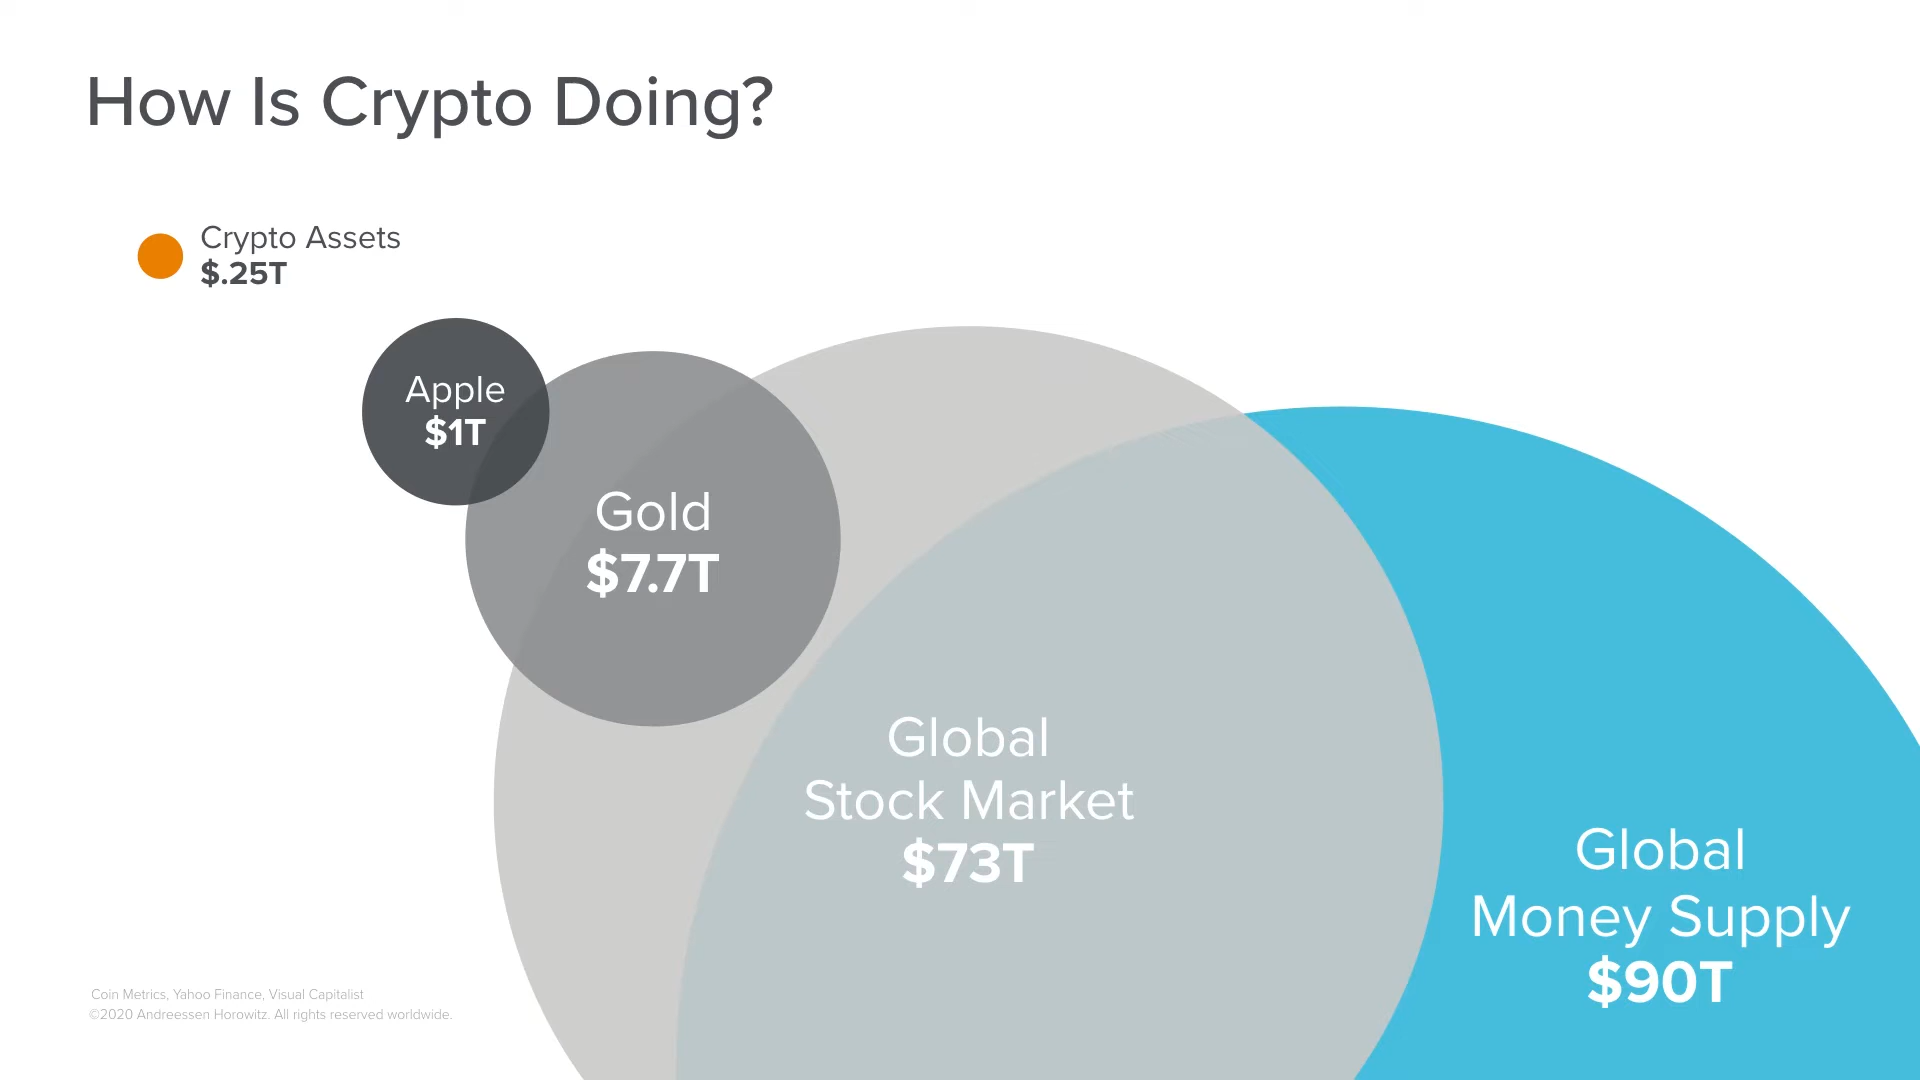 How Is Crypto Doing?
Crypto Assets
$.25T
Apple
$1T
Gold
$7.7T
Global
Stock Market
$73T
Global
Money Supply
$90T
Coin Metrics, Yahoo Finance, Visual Capitalist
©2020 Andreessen Horowitz. All rights reserved worldwide.